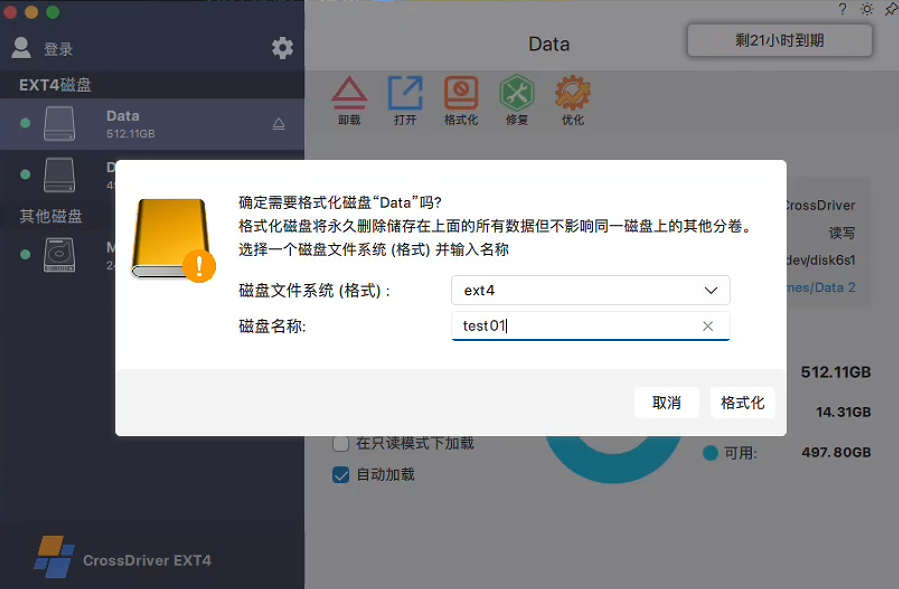 ?
登录
Data
剩21小时到期
EXT4磁盘
卸载
打开
格式化
修复
优化
Data
512.11GB
其他磁盘
确定需要格式化磁盘“Data”吗?
格式化磁盘将永久删除储存在上面的所有数据但不影响同一磁盘上的其他分卷。
选择一个磁盘文件系统 (格式) 并输入名称
磁盘文件系统 (格式) :
ext4
磁盘名称:
test01
取消
格式化
CrossDriver
读写
dev/disk6s1
mes/Data 2
512.11GB
14.31GB
可用:
497.80GB
在只读模式下加载
自动加载
CrossDriver EXT4